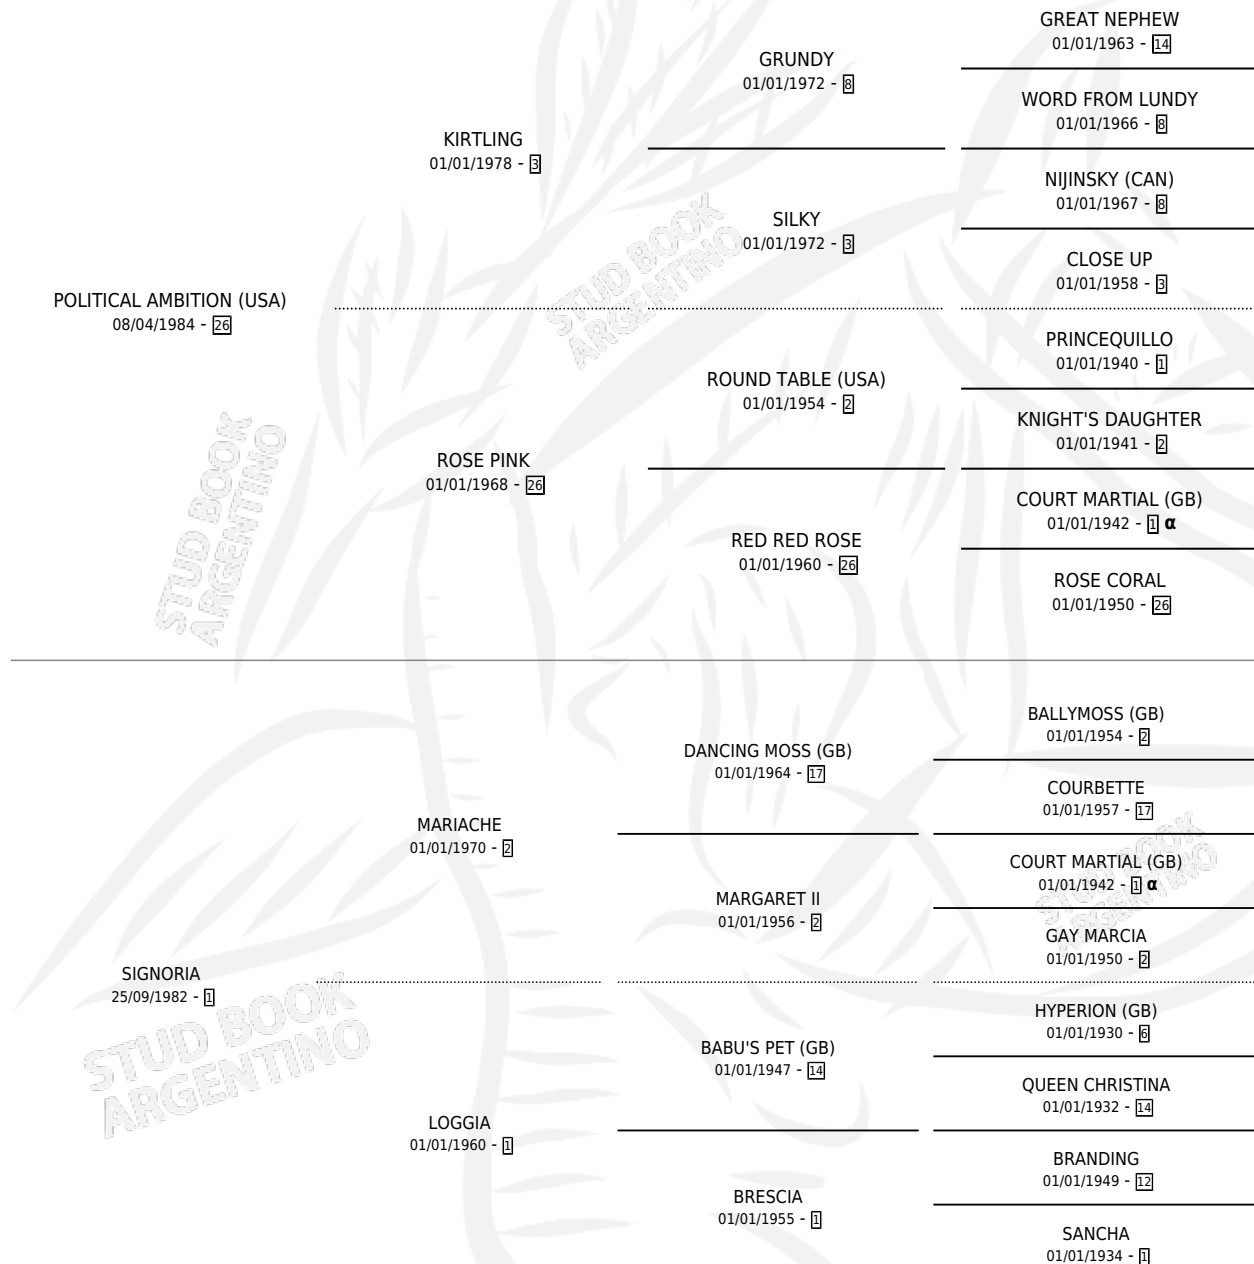 GREAT NEPHEW
01/01/1963 - 14
GRUNDY
01/01/1972 - 8
WORD FROM LUNDY
01/01/1966 - 8
KIRTLING
01/01/1978 - 3
NIJINSKY (CAN)
01/01/1967 - 8
SILKY
01/01/1972 - 3
CLOSE UP
01/01/1958 - 3
POLITICAL AMBITION (USA)
08/04/1984 - 26
PRINCEQUILLO
01/01/1940 - 1
ROUND TABLE (USA)
01/01/1954 - 2
KNIGHT'S DAUGHTER
01/01/1941 - 2
ROSE PINK
01/01/1968 - 26
COURT MARTIAL (GB)
01/01/1942 - 1 α
RED RED ROSE
01/01/1960 - 26
ROSE CORAL
01/01/1950 - 26
BALLYMOSS (GB)
01/01/1954 - 2
DANCING MOSS (GB)
01/01/1964 - 17
COURBETTE
01/01/1957 - 17
MARIACHE
01/01/1970 - 2
COURT MARTIAL (GB)
01/01/1942 - 1 α
MARGARET II
01/01/1956 - 2
GAY MARCIA
01/01/1950 - 2
SIGNORIA
25/09/1982 - 1
HYPERION (GB)
01/01/1930 - 6
BABU'S PET (GB)
01/01/1947 - 14
QUEEN CHRISTINA
01/01/1932 - 14
LOGGIA
01/01/1960 - 1
BRANDING
01/01/1949 - 12
BRESCIA
01/01/1955 - 1
SANCHA
01/01/1934 - 1
STUD BOOK
ARGENTINO
STUD BOOK
ARGENTINO
STUD BOOK
ARGENTINO
STUD BOOK
ARGENTINO